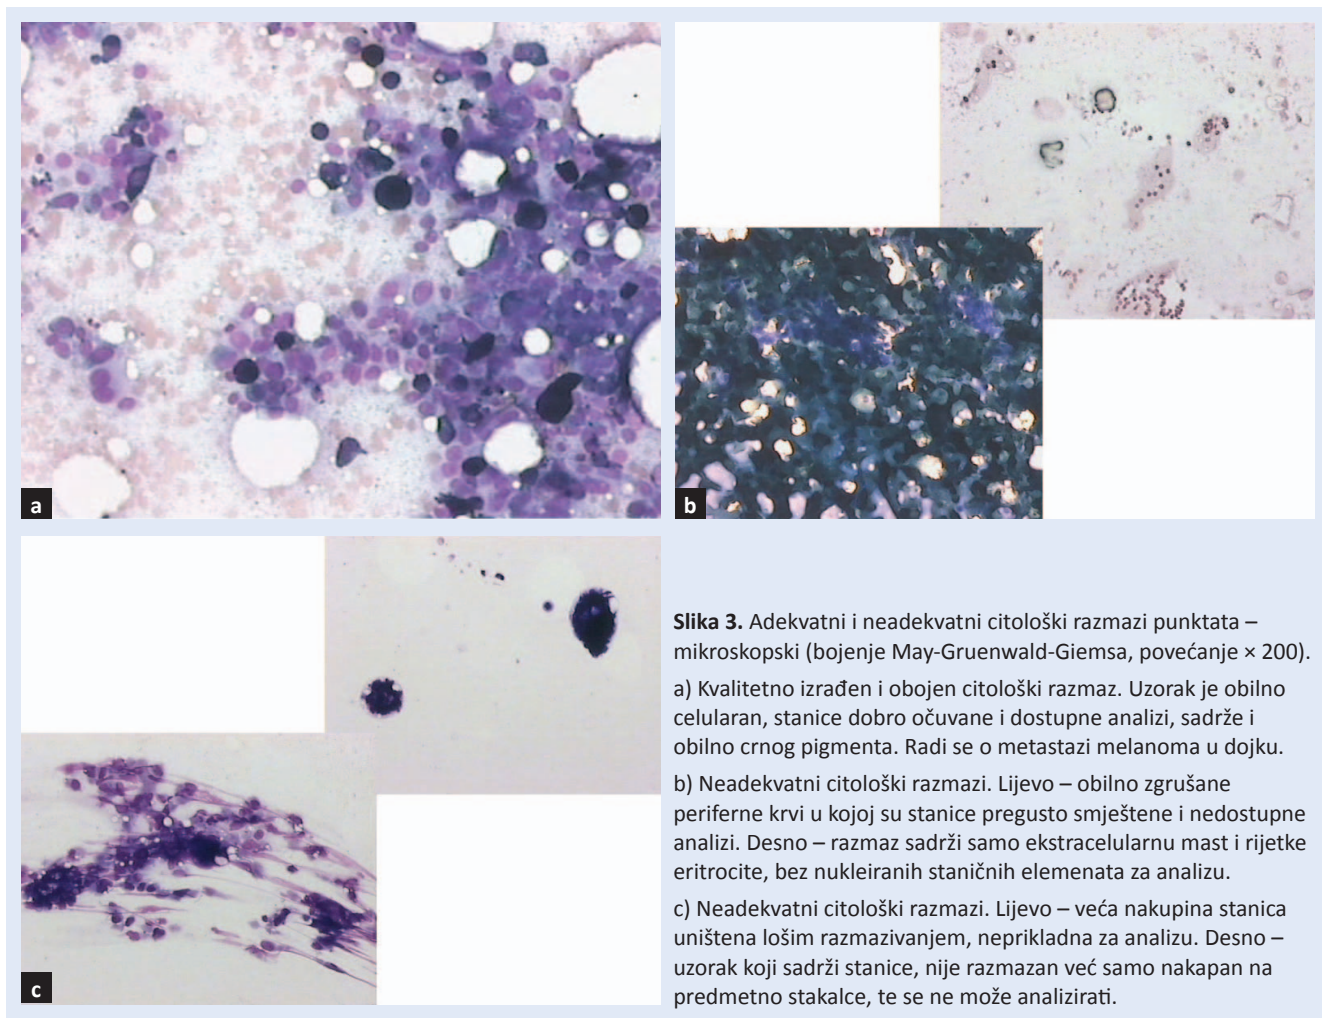 a
b
c
Slika 3. Adekvatni i neadekvatni citološki razmazi punktata –
mikroskopski (bojenje May-Gruenwald-Giemsa, povećanje × 200).
a) Kvalitetno izrađen i obojen citološki razmaz. Uzorak je obilno
celularan, stanice dobro očuvane i dostupne analizi, sadrže i
obilno crnog pigmenta. Radi se o metastazi melanoma u dojku.
b) Neadekvatni citološki razmazi. Lijevo – obilno zgrušane
periferne krvi u kojoj su stanice pregusto smještene i nedostupne
analizi. Desno – razmaz sadrži samo ekstracelularnu mast i rijetke
eritrocite, bez nukleiranih staničnih elemenata za analizu.
c) Neadekvatni citološki razmazi. Lijevo – veća nakupina stanica
uništena lošim razmazivanjem, neprikladna za analizu. Desno –
uzorak koji sadrži stanice, nije razmazan već samo nakapan na
predmetno stakalce, te se ne može analizirati.